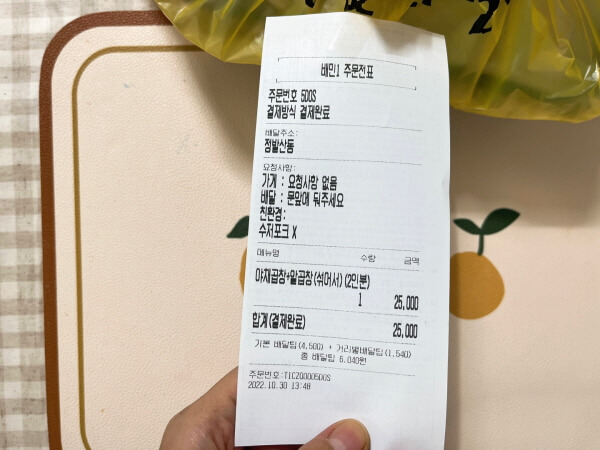 배민1 주문전표
주문번호 5D0S
결제방식 결제완료
배달주소:
정발산동
요청사항:
가게 : 요청사항 없음
배달 : 문앞에 둬주세요
친환경:
수저포크 X
메뉴명 수량 금액
야채곱창+알곱창(섞어서)(2인분)
1 25,000
합계(결제완료) 25,000
기본 배달팁(4,500) + 거리별배달팁(1,540)
총 배달팁 6,040원
주문번호:T1CZ00005D0S
2022.10.30 13:48